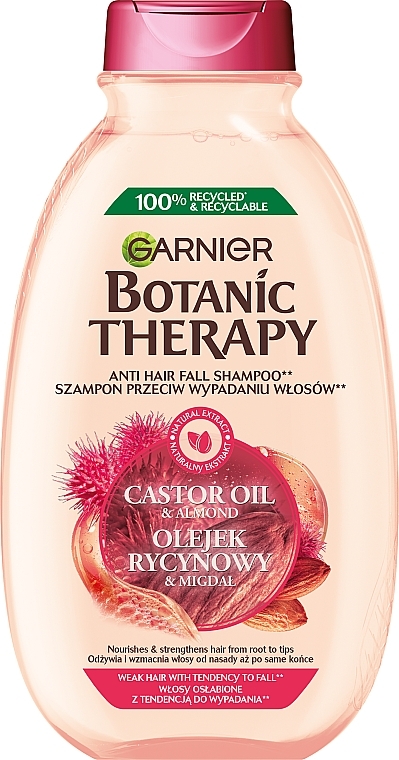 100% RECYCLED*
& RECYCLABLE
GARNIER
BOTANIC
THERAPY
ANTI HAIR FALL SHAMPOO**
SZAMPON PRZECIW WYPADANIU WŁOSÓW**
NATURAL EXTRACT
NATURALNY EKSTRAKT
CASTOR OIL
& ALMOND
OLEJEK
RYCYNOWY
& MIGDAŁ
Nourishes & strengthens hair from root to tips
Odżywia i wzmacnia włosy od nasady aż po same końce
WEAK HAIR WITH TENDENCY TO FALL**
WŁOSY OSŁABIONE
Z TENDENCJĄ DO WYPADANIA**